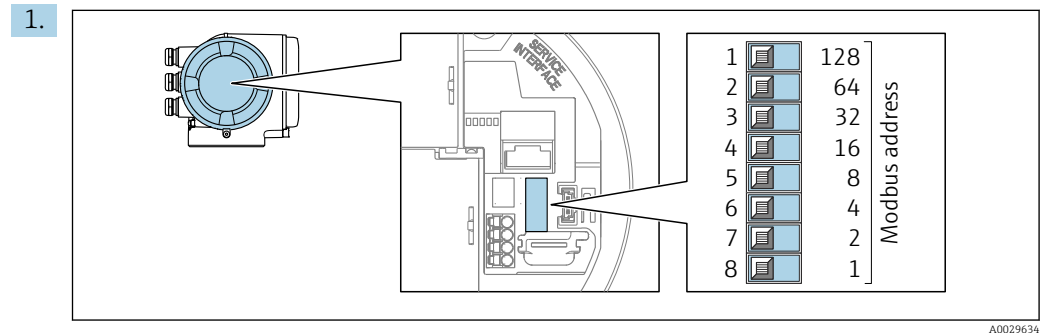 1.
SERVICE
INTERFACE
1 128
2 64
3 32
4 16
5 8
6 4
7 2
8 1
Modbus address
A0029634